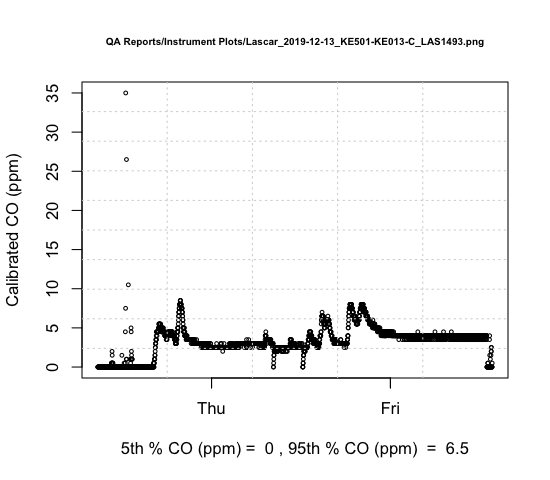 QA Reports/Instrument Plots/Lascar_2019-12-13_KE501-KE013-C_LAS1493.png
Calibrated CO (ppm)
35
30
25
20
15
10
5
0
Thu Fri
5th % CO (ppm) = 0 , 95th % CO (ppm) = 6.5